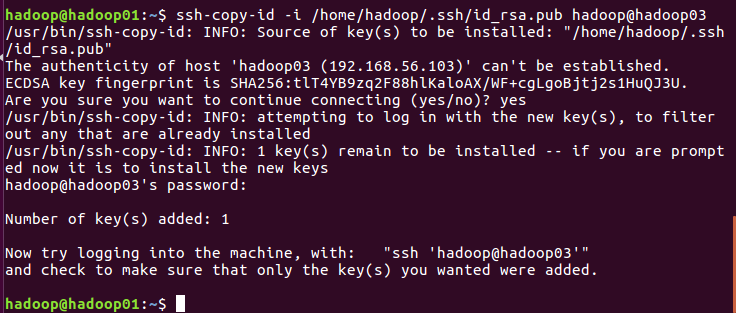 hadoop@hadoop01:~$ ssh-copy-id -i /home/hadoop/.ssh/id_rsa.pub hadoop@hadoop03
/usr/bin/ssh-copy-id: INFO: Source of key(s) to be installed: "/home/hadoop/.ssh
/id_rsa.pub"
The authenticity of host 'hadoop03 (192.168.56.103)' can't be established.
ECDSA key fingerprint is SHA256:tlT4YB9zq2F88hlKaloAX/WF+cgLgoBjtj2s1HuQJ3U.
Are you sure you want to continue connecting (yes/no)? yes
/usr/bin/ssh-copy-id: INFO: attempting to log in with the new key(s), to filter
out any that are already installed
/usr/bin/ssh-copy-id: INFO: 1 key(s) remain to be installed -- if you are prompt
ed now it is to install the new keys
hadoop@hadoop03's password:
Number of key(s) added: 1
Now try logging into the machine, with:   "ssh 'hadoop@hadoop03'"
and check to make sure that only the key(s) you wanted were added.
hadoop@hadoop01:~$